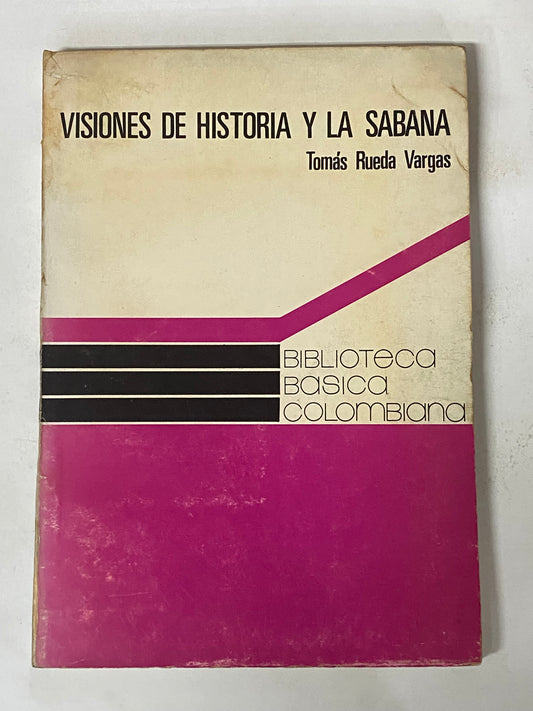 VISIONES DE HISTORIA Y LA SABANA
Tomás Rueda Vargas
BIBLIOTECA
BASICA
COLOMBIANA